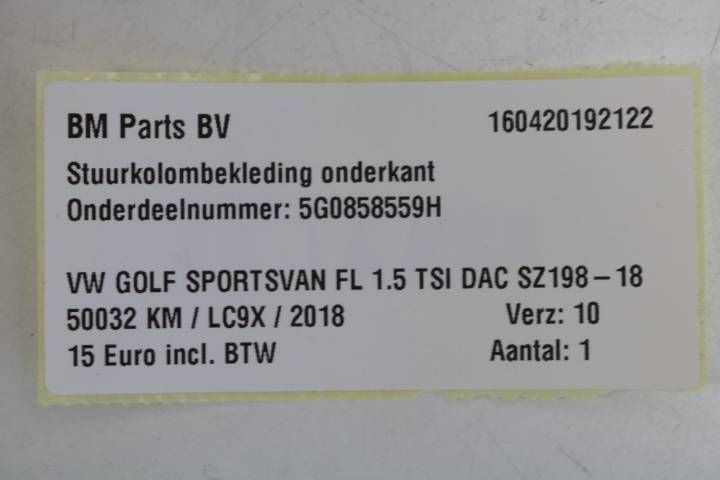 BM Parts BV 160420192122
Stuurkolombekleding onderkant
Onderdeelnummer: 5G0858559H
VW GOLF SPORTSVAN FL 1.5 TSI DAC SZ198–18
50032 KM / LC9X / 2018 Verz: 10
15 Euro incl. BTW Aantal: 1